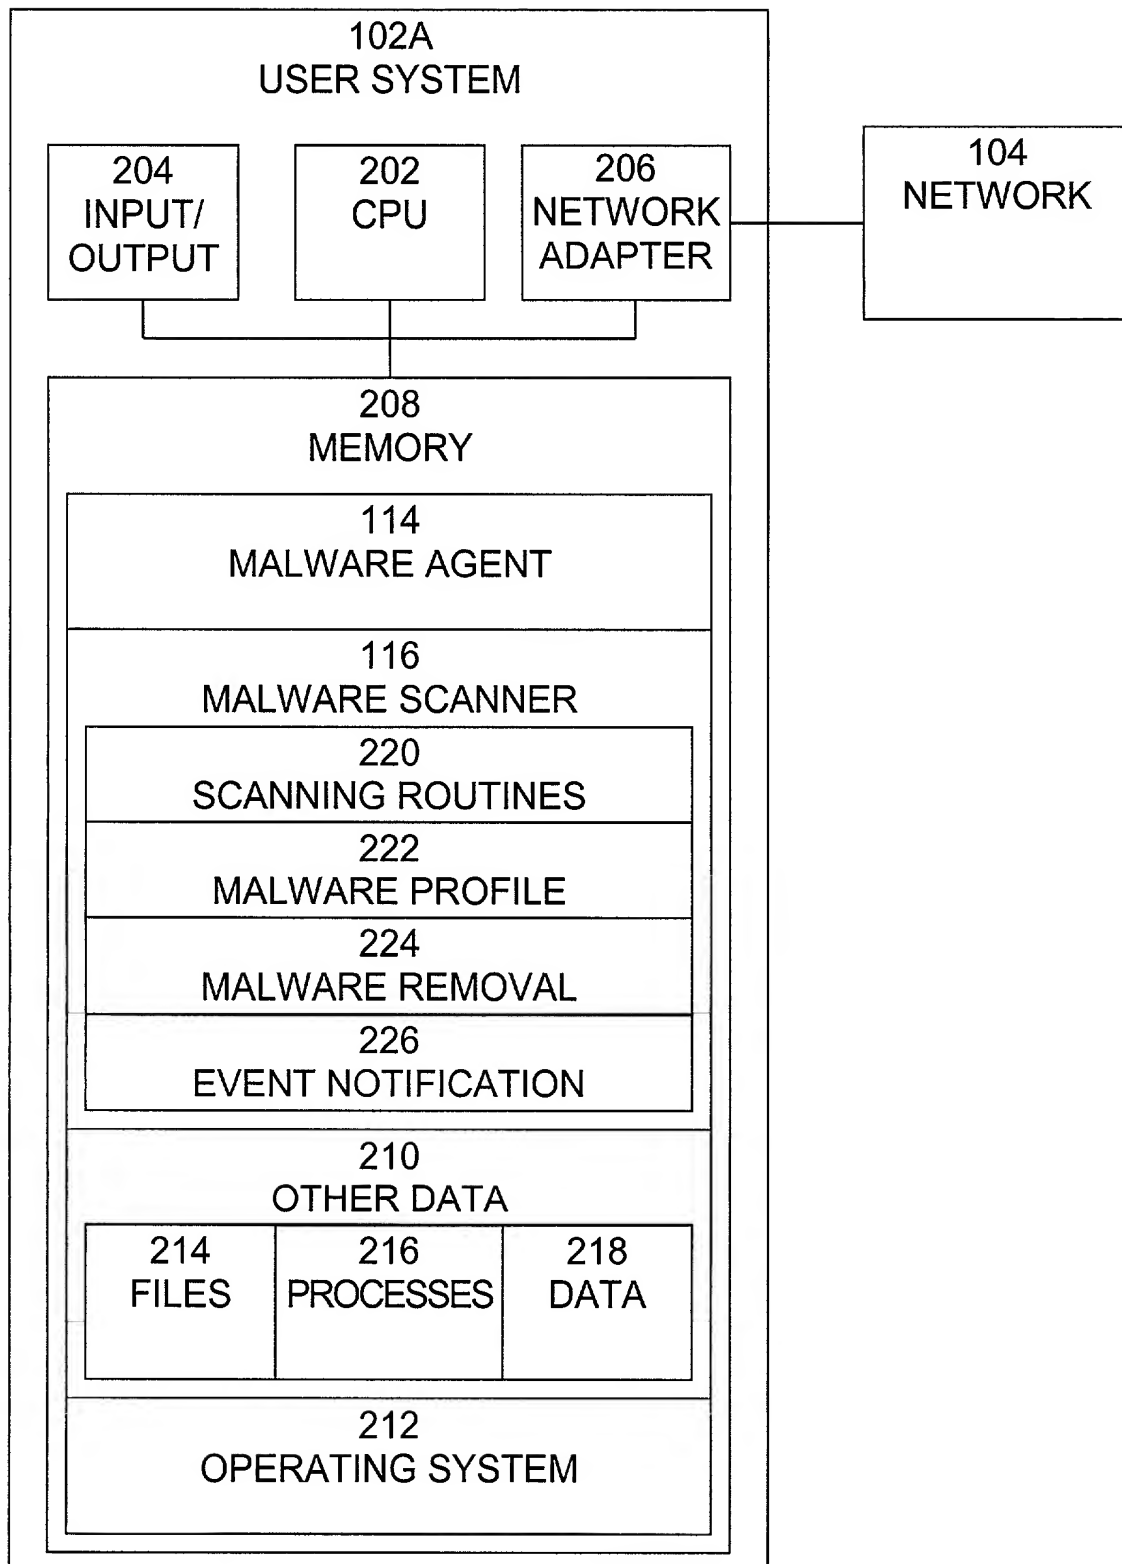 102A
USER SYSTEM
204
INPUT/
OUTPUT
202
CPU
206
NETWORK
ADAPTER
104
NETWORK
208
MEMORY
114
MALWARE AGENT
116
MALWARE SCANNER
220
SCANNING ROUTINES
222
MALWARE PROFILE
224
MALWARE REMOVAL
226
EVENT NOTIFICATION
210
OTHER DATA
214
FILES
216
PROCESSES
218
DATA
212
OPERATING SYSTEM